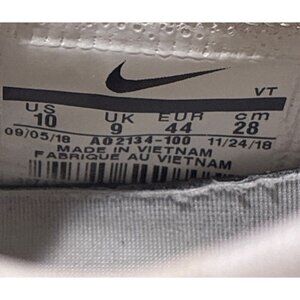 VT
US UK EUR cm
10 9 44 28
09/05/18 AO2134-100 11/24/18
MADE IN VIETNAM
FABRIQUÉ AU VIETNAM